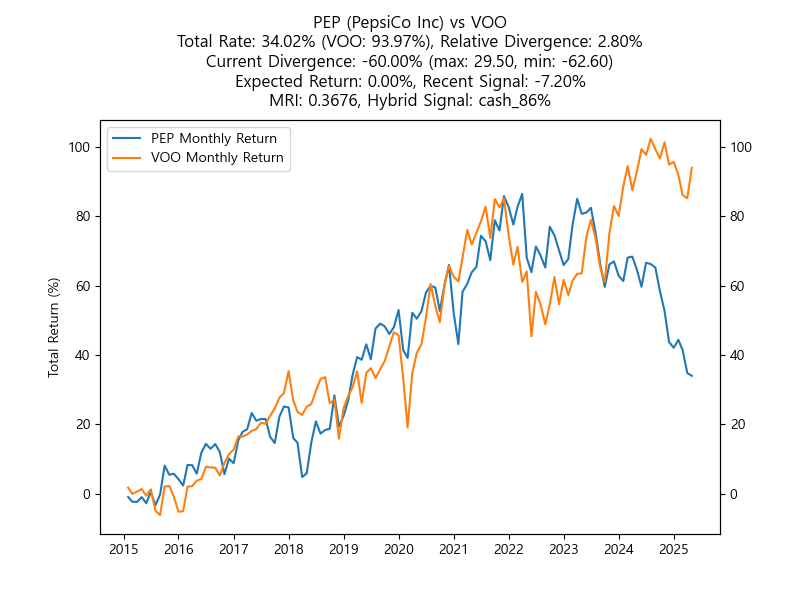 PEP (PepsiCo Inc) vs VOO
Total Rate: 34.02% (VOO: 93.97%), Relative Divergence: 2.80%
Current Divergence: -60.00% (max: 29.50, min: -62.60)
Expected Return: 0.00%, Recent Signal: -7.20%
MRI: 0.3676, Hybrid Signal: cash_86%
PEP Monthly Return
VOO Monthly Return
Total Return (%)
100
80
60
40
20
0
100
80
60
40
20
0
2015 2016 2017 2018 2019 2020 2021 2022 2023 2024 2025